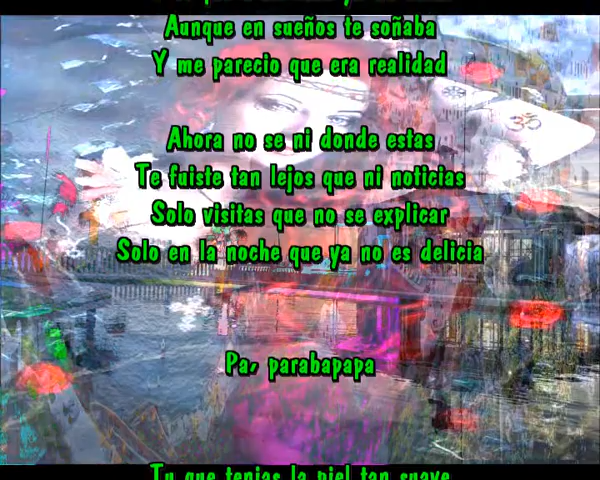 Aunque en sueños te soñaba
Y me parecio que era realidad
Ahora no se ni donde estas
Te fuiste tan lejos que ni noticias
Solo visitas que no se explicar
Solo en la noche que ya no es delicia
Pa, parabapapa
Tu que tenias la piel tan suave